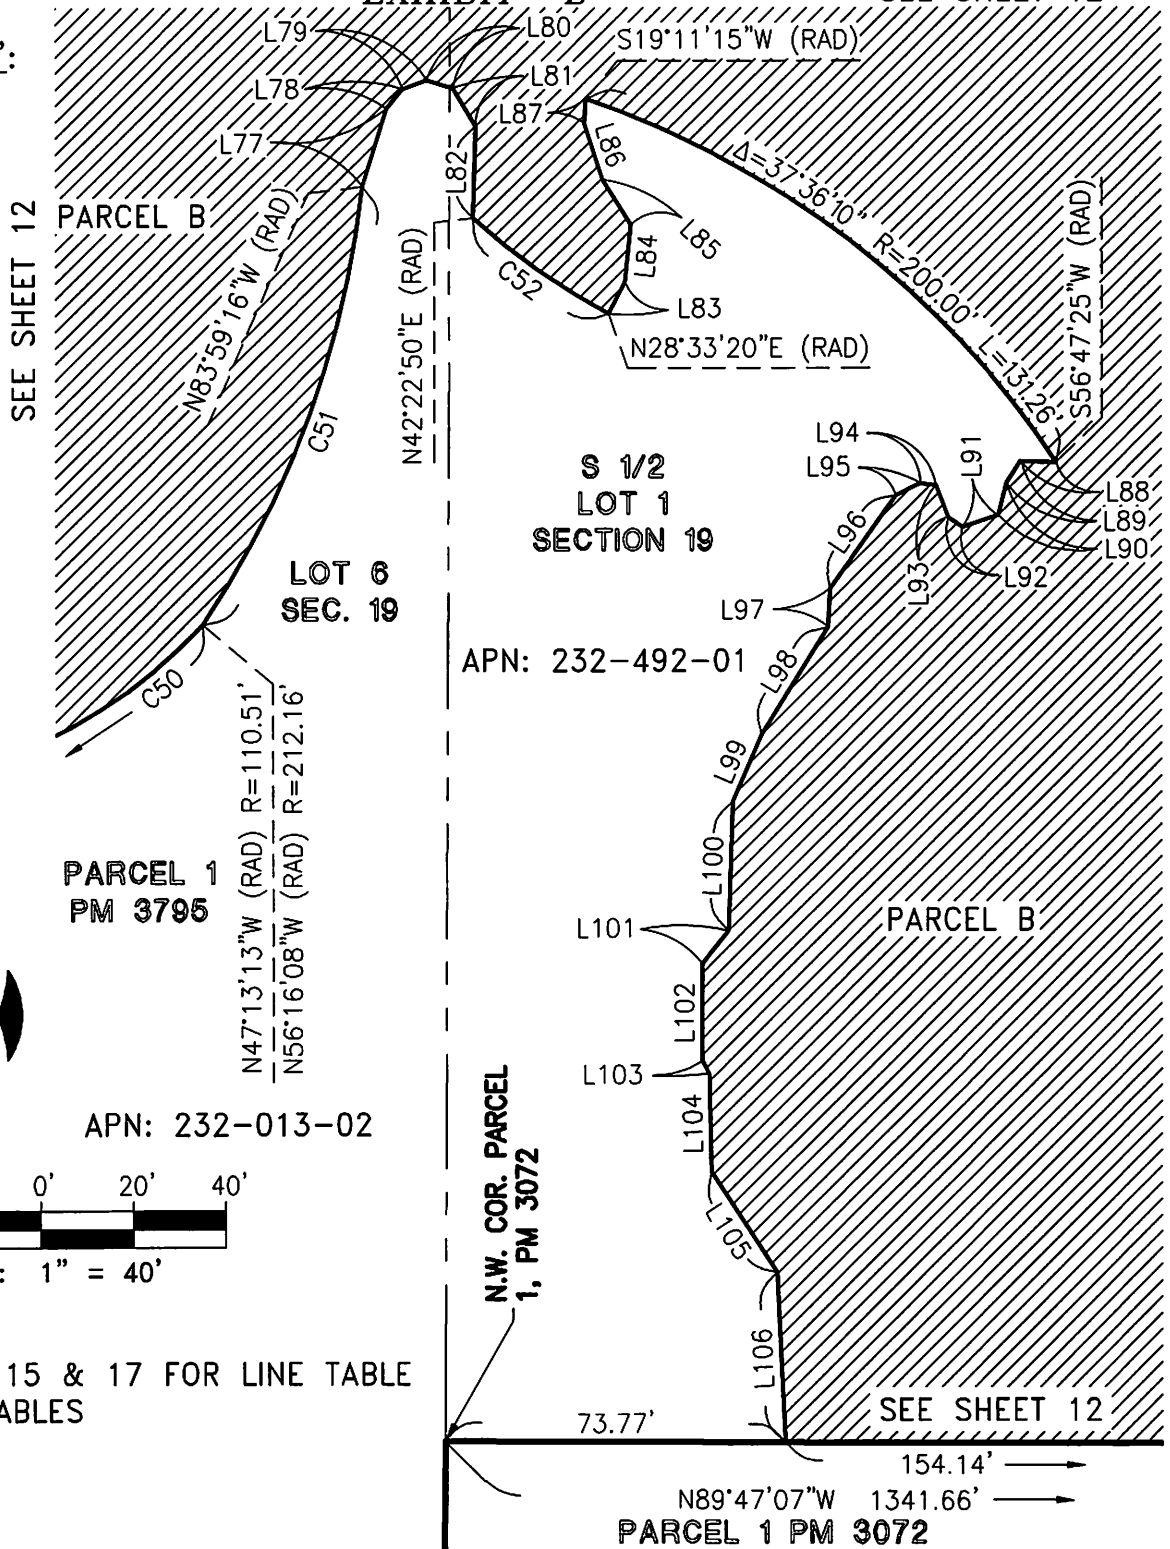 L79
L80
S19°11'15"W (RAD)
':
L78
L81
L87
L77
L86
Δ=37°36'10" R=200.00' L=131.26'
L82
SEE SHEET 12
PARCEL B
N83°59'16"W (RAD)
S56°47'25"W (RAD)
L85
L84
C52
L83
N42°22'50"E (RAD)
N28°33'20"E (RAD)
C51
L94
L91
L95
S 1/2
LOT 1
SECTION 19
L88
L89
L90
L96
L93
L92
LOT 6
SEC. 19
L97
APN: 232-492-01
L98
C50
L99
N47°13'13"W (RAD) R=110.51'
N56°16'08"W (RAD) R=212.16'
PARCEL 1
PM 3795
L100
L101
PARCEL B
L102
L103
L104
APN: 232-013-02
N.W. COR. PARCEL
1, PM 3072
0' 20' 40'
: 1" = 40'
L105
L106
15 & 17 FOR LINE TABLE
ABLES
73.77'
SEE SHEET 12
154.14'
N89°47'07"W 1341.66'
PARCEL 1 PM 3072